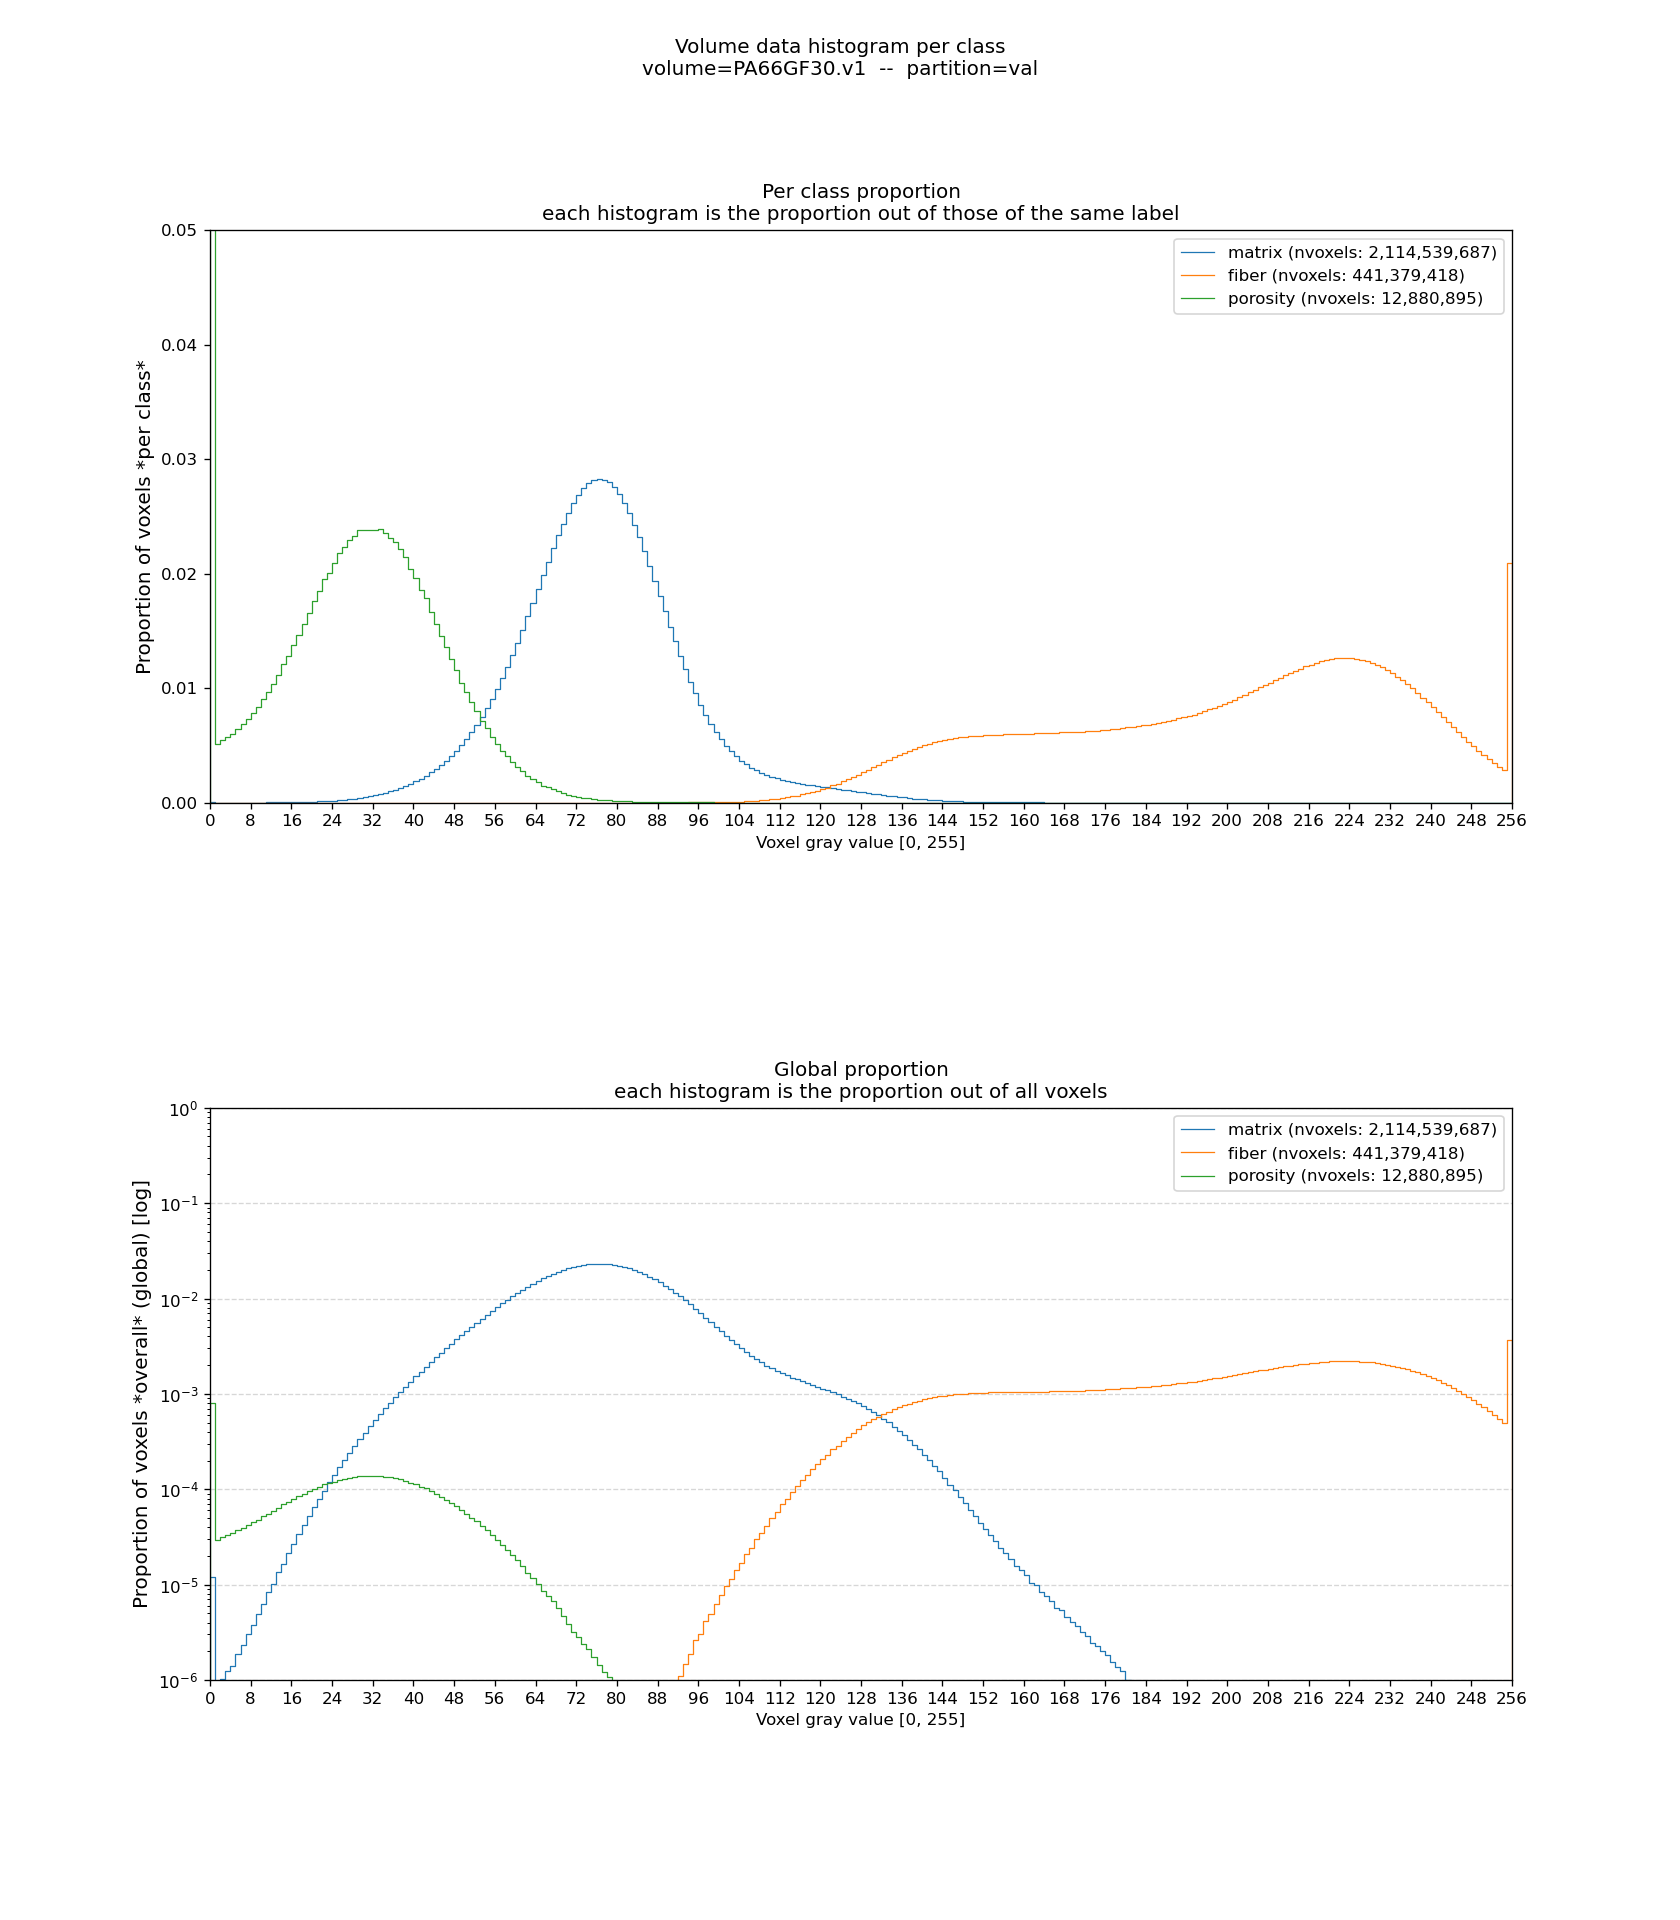 Volume data histogram per class
volume=PA66GF30.v1  --  partition=val
Per class proportion
each histogram is the proportion out of those of the same label
Proportion of voxels *per class*
0.05
0.04
0.03
0.02
0.01
0.00
matrix (nvoxels: 2,114,539,687)
fiber (nvoxels: 441,379,418)
porosity (nvoxels: 12,880,895)
0 8 16 24 32 40 48 56 64 72 80 88 96 104 112 120 128 136 144 152 160 168 176 184 192 200 208 216 224 232 240 248 256
Voxel gray value [0, 255]
Global proportion
each histogram is the proportion out of all voxels
Proportion of voxels *overall* (global) [log]
10⁰
10⁻¹
10⁻²
10⁻³
10⁻⁴
10⁻⁵
10⁻⁶
matrix (nvoxels: 2,114,539,687)
fiber (nvoxels: 441,379,418)
porosity (nvoxels: 12,880,895)
0 8 16 24 32 40 48 56 64 72 80 88 96 104 112 120 128 136 144 152 160 168 176 184 192 200 208 216 224 232 240 248 256
Voxel gray value [0, 255]